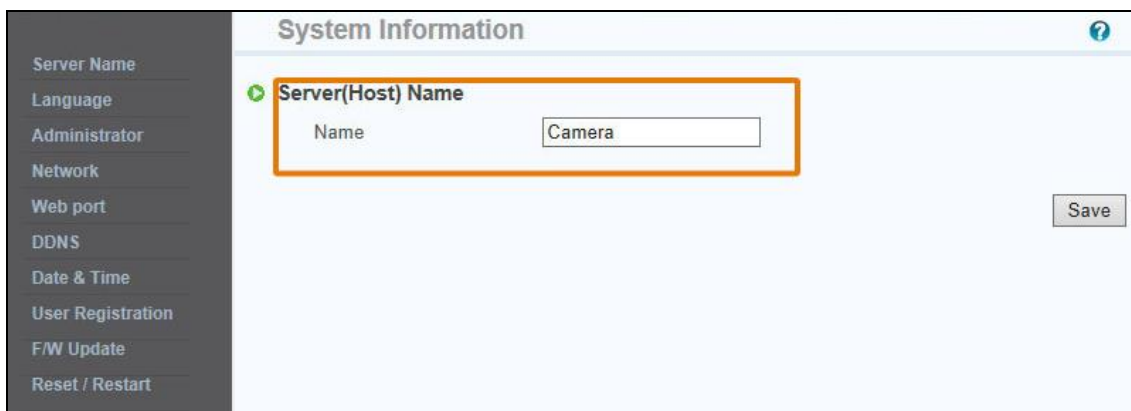 System Information
?
Server Name
Language
Administrator
Network
Web port
DDNS
Date & Time
User Registration
F/W Update
Reset / Restart
Server(Host) Name
Name Camera
Save